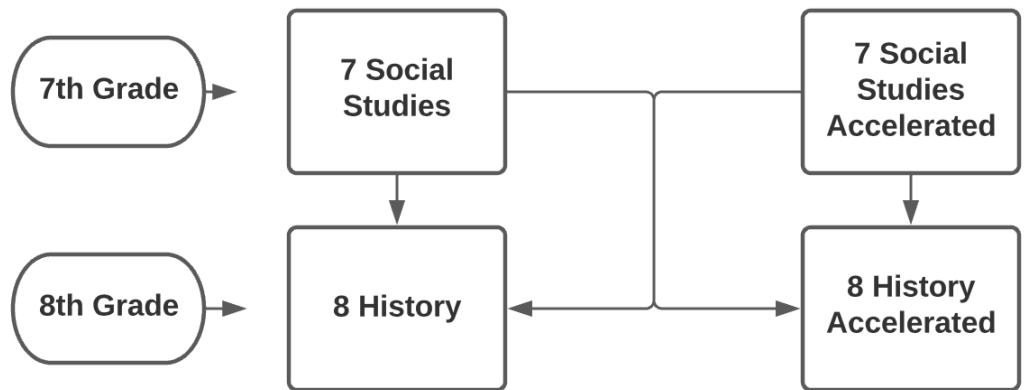 7th Grade
7 Social
Studies
7 Social
Studies
Accelerated
8th Grade
8 History
8 History
Accelerated